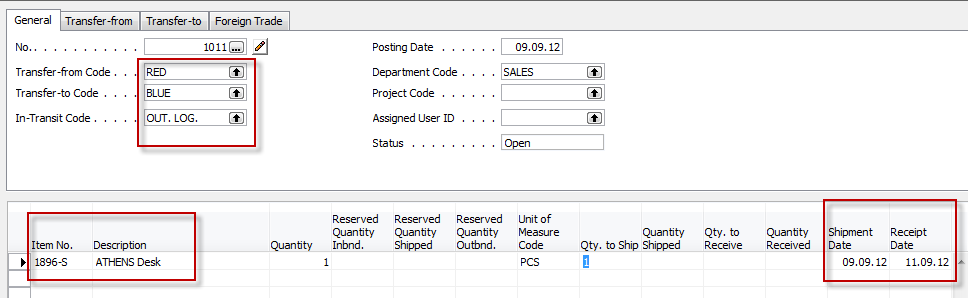 General Transfer-from Transfer-to Foreign Trade
No. . . . . . . . . . . . 1011 ... Posting Date . . . . . . 09.09.12
Transfer-from Code . . . RED Department Code . . . . SALES
Transfer-to Code . . . . BLUE Project Code . . . . . . .
In-Transit Code . . . . . OUT. LOG. Assigned User ID . . . .
Status . . . . . . . . . Open
Item No. Description Quantity Reserved Quantity Inbnd. Reserved Quantity Shipped Reserved Quantity Outbnd. Unit of Measure Code Qty. to Ship Quantity Shipped Qty. to Receive Quantity Received Shipment Date Receipt Date
1896-S ATHENS Desk 1 PCS 1 09.09.12 11.09.12